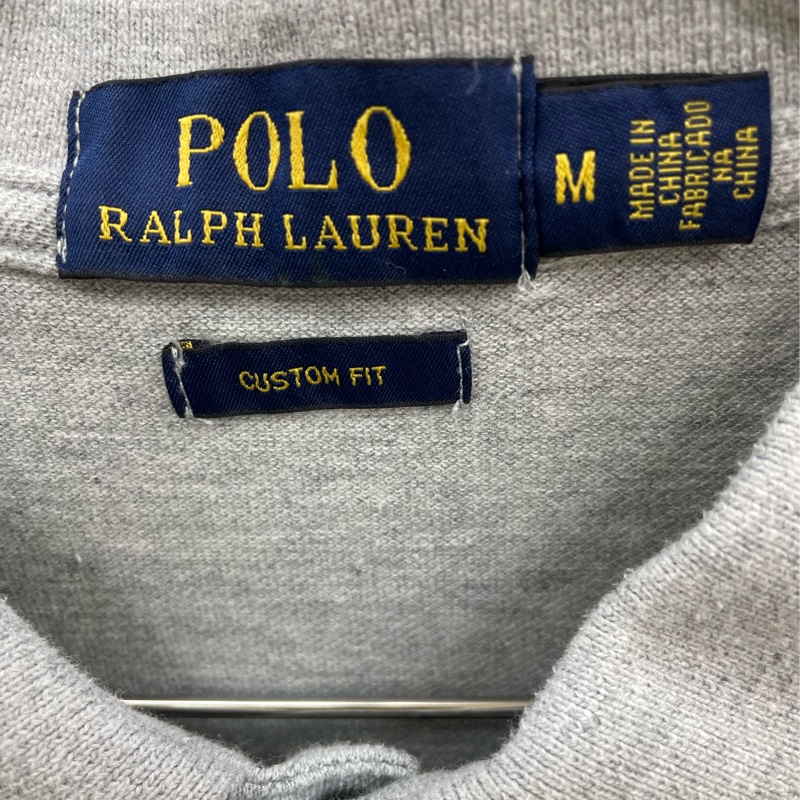 POLO
RALPH LAUREN
M
MADE IN
CHINA
FABRICADO
NA
CHINA
CUSTOM FIT